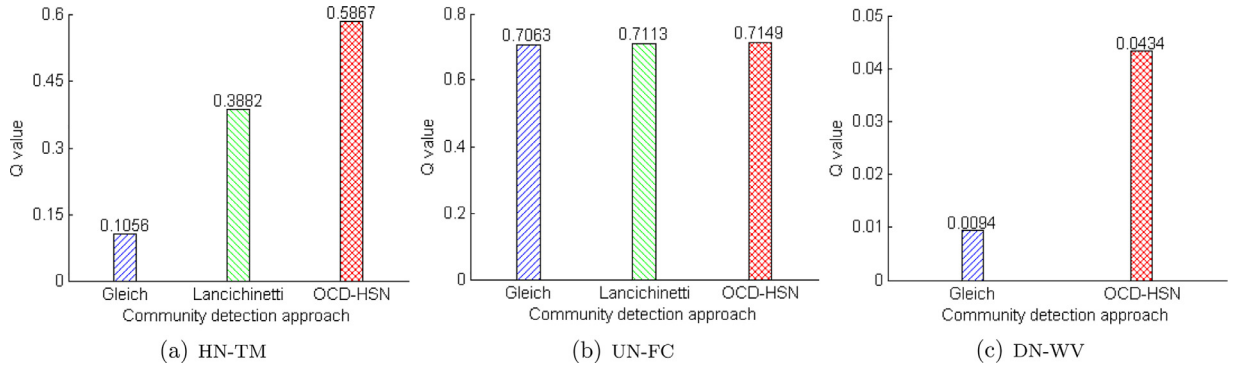 0.6
0.45
0.3
0.15
0
Q value
0.1056
0.3882
0.5867
Gleich Lancichinetti OCD-HSN
Community detection approach
(a) HN-TM
0.8
0.6
0.4
0.2
0
Q value
0.7063
0.7113
0.7149
Gleich Lancichinetti OCD-HSN
Community detection approach
(b) UN-FC
0.05
0.04
0.03
0.02
0.01
0
Q value
0.0094
0.0434
Gleich OCD-HSN
Community detection approach
(c) DN-WV